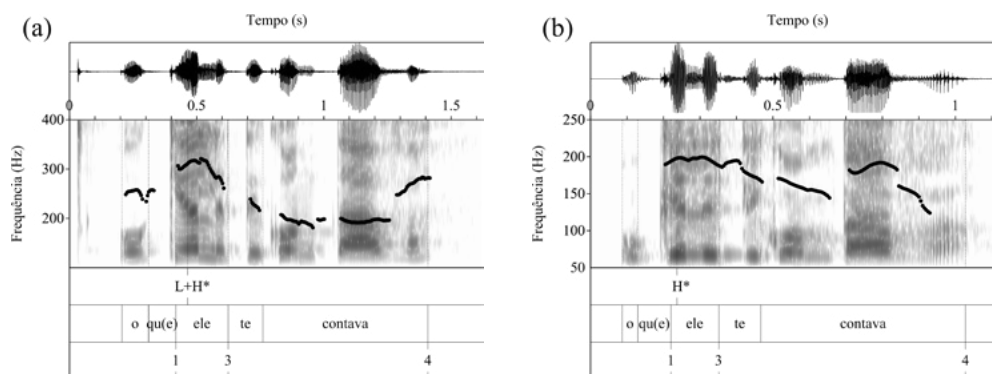 (a)
Tempo (s)
0 0.5 1 1.5
400
300
200
Frequência (Hz)
L+H*
o qu(e) ele te contava
1 3 4
(b)
Tempo (s)
0 0.5 1
250
200
150
100
50
Frequência (Hz)
H*
o qu(e) ele te contava
1 3 4